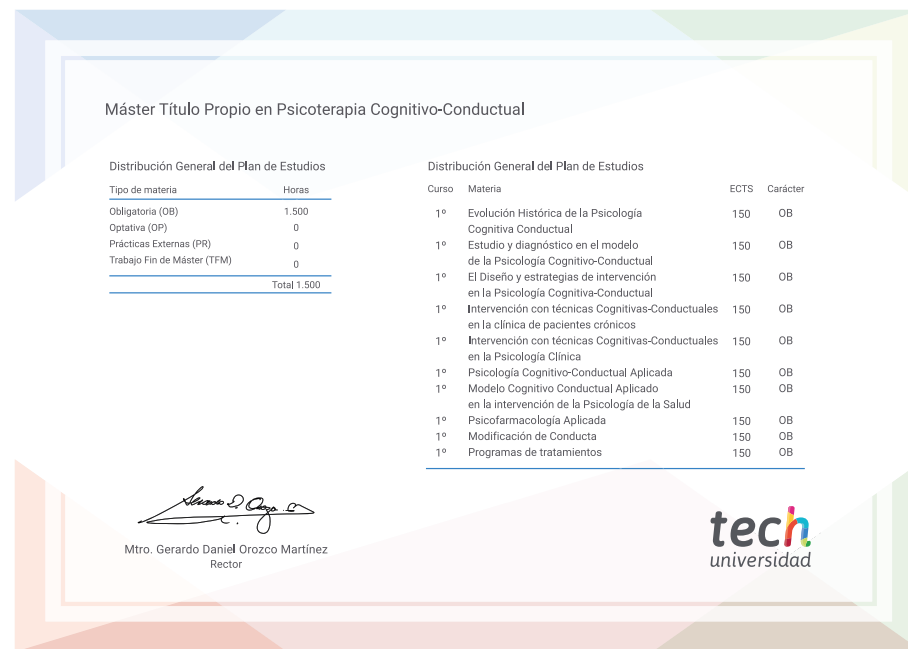 Máster Título Propio en Psicoterapia Cognitivo-Conductual
Distribución General del Plan de Estudios
Tipo de materia Horas
Obligatoria (OB) 1.500
Optativa (OP) 0
Prácticas Externas (PR) 0
Trabajo Fin de Máster (TFM) 0
Total 1.500
Distribución General del Plan de Estudios
Curso Materia ECTS Carácter
1º Evolución Histórica de la Psicología 150 OB
Cognitiva Conductual
1º Estudio y diagnóstico en el modelo 150 OB
de la Psicología Cognitivo-Conductual
1º El Diseño y estrategias de intervención 150 OB
en la Psicología Cognitiva-Conductual
1º Intervención con técnicas Cognitivas-Conductuales 150 OB
en la clínica de pacientes crónicos
1º Intervención con técnicas Cognitivas-Conductuales 150 OB
en la Psicología Clínica
1º Psicología Cognitivo-Conductual Aplicada 150 OB
1º Modelo Cognitivo Conductual Aplicado 150 OB
en la intervención de la Psicología de la Salud
1º Psicofarmacología Aplicada 150 OB
1º Modificación de Conducta 150 OB
1º Programas de tratamientos 150 OB
Mtro. Gerardo Daniel Orozco Martínez
Rector
tech
universidad